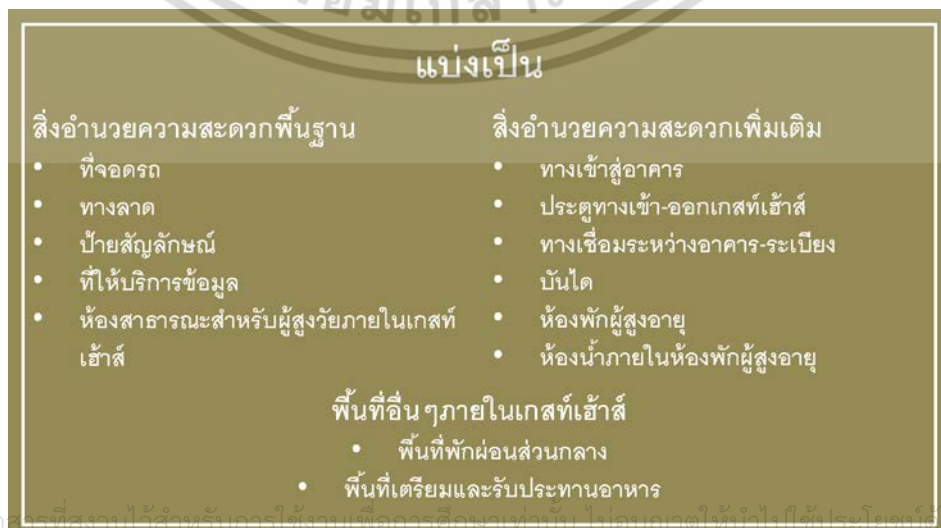 แบ่งเป็น
สิ่งอำนวยความสะดวกพื้นฐาน
• ที่จอดรถ
• ทางลาด
• ป้ายสัญลักษณ์
• ที่ให้บริการข้อมูล
• ห้องสาธารณะสำหรับผู้สูงวัยภายในเกสท์
เฮ้าส์
สิ่งอำนวยความสะดวกเพิ่มเติม
• ทางเข้าสู่อาคาร
• ประตูทางเข้า-ออกเกสท์เฮ้าส์
• ทางเชื่อมระหว่างอาคาร-ระเบียง
• บันได
• ห้องพักผู้สูงอายุ
• ห้องน้ำภายในห้องพักผู้สูงอายุ
พื้นที่อื่น ๆภายในเกสท์เฮ้าส์
• พื้นที่พักผ่อนส่วนกลาง
• พื้นที่เตรียมและรับประทานอาหาร